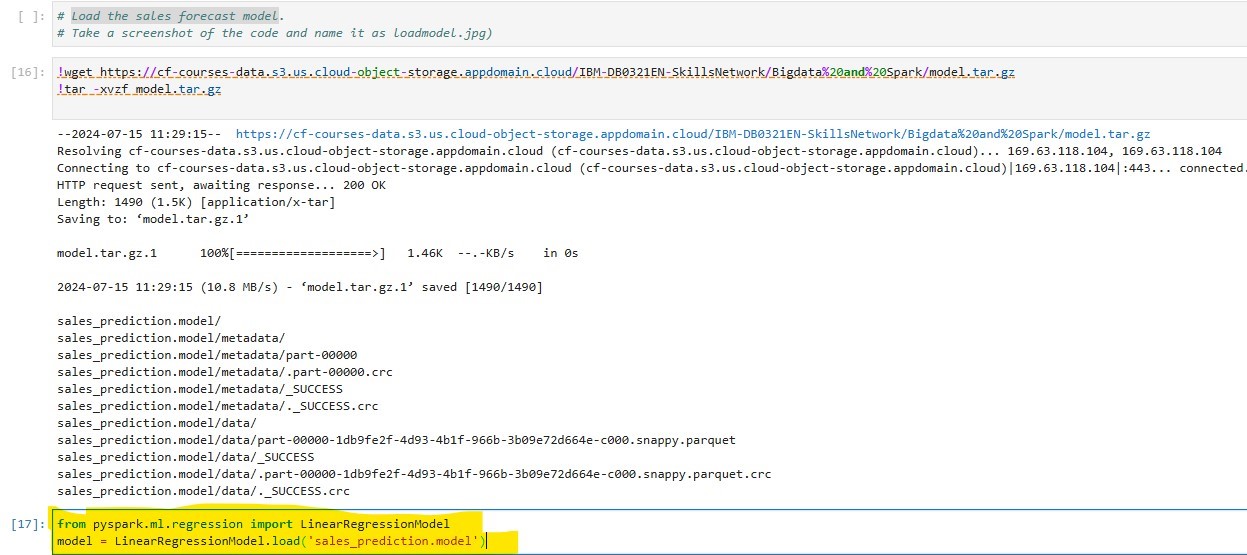 [ ]: # Load the sales forecast model.
# Take a screenshot of the code and name it as loadmodel.jpg)
[16]: !wget https://cf-courses-data.s3.us.cloud-object-storage.appdomain.cloud/IBM-DB0321EN-SkillsNetwork/Bigdata%20and%20Spark/model.tar.gz
!tar -xvzf model.tar.gz
--2024-07-15 11:29:15--  https://cf-courses-data.s3.us.cloud-object-storage.appdomain.cloud/IBM-DB0321EN-SkillsNetwork/Bigdata%20and%20Spark/model.tar.gz
Resolving cf-courses-data.s3.us.cloud-object-storage.appdomain.cloud (cf-courses-data.s3.us.cloud-object-storage.appdomain.cloud)... 169.63.118.104, 169.63.118.104
Connecting to cf-courses-data.s3.us.cloud-object-storage.appdomain.cloud (cf-courses-data.s3.us.cloud-object-storage.appdomain.cloud)|169.63.118.104|:443... connected.
HTTP request sent, awaiting response... 200 OK
Length: 1490 (1.5K) [application/x-tar]
Saving to: ‘model.tar.gz.1’
model.tar.gz.1      100%[===================>]   1.46K  --.-KB/s    in 0s
2024-07-15 11:29:15 (10.8 MB/s) - ‘model.tar.gz.1’ saved [1490/1490]
sales_prediction.model/
sales_prediction.model/metadata/
sales_prediction.model/metadata/part-00000
sales_prediction.model/metadata/.part-00000.crc
sales_prediction.model/metadata/_SUCCESS
sales_prediction.model/metadata/._SUCCESS.crc
sales_prediction.model/data/
sales_prediction.model/data/part-00000-1db9fe2f-4d93-4b1f-966b-3b09e72d664e-c000.snappy.parquet
sales_prediction.model/data/_SUCCESS
sales_prediction.model/data/.part-00000-1db9fe2f-4d93-4b1f-966b-3b09e72d664e-c000.snappy.parquet.crc
sales_prediction.model/data/._SUCCESS.crc
[17]: from pyspark.ml.regression import LinearRegressionModel
model = LinearRegressionModel.load('sales_prediction.model')